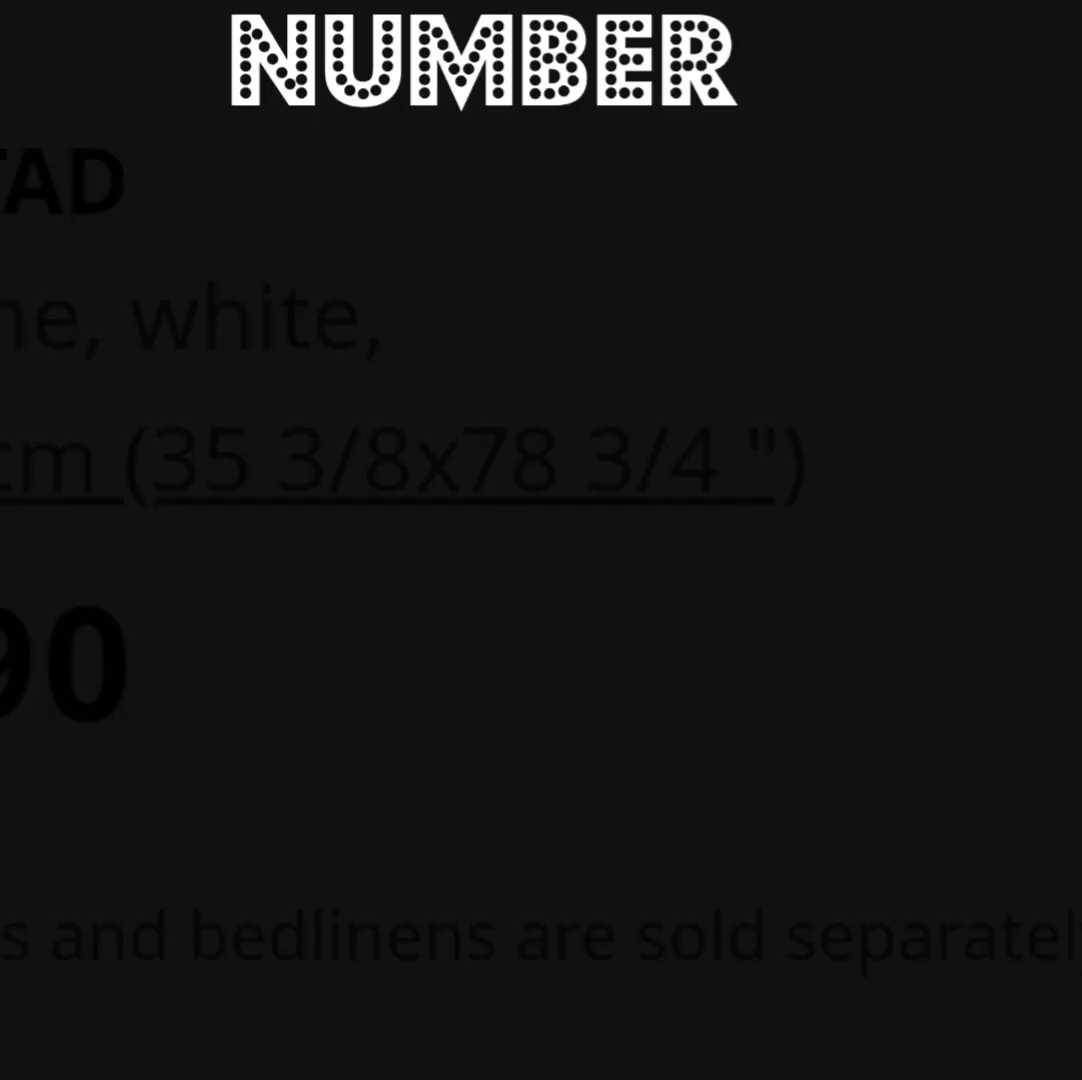 NUMBER
TAD
ne, white,
cm (35 3/8x78 3/4 ")
90
s and bedlinens are sold separatel